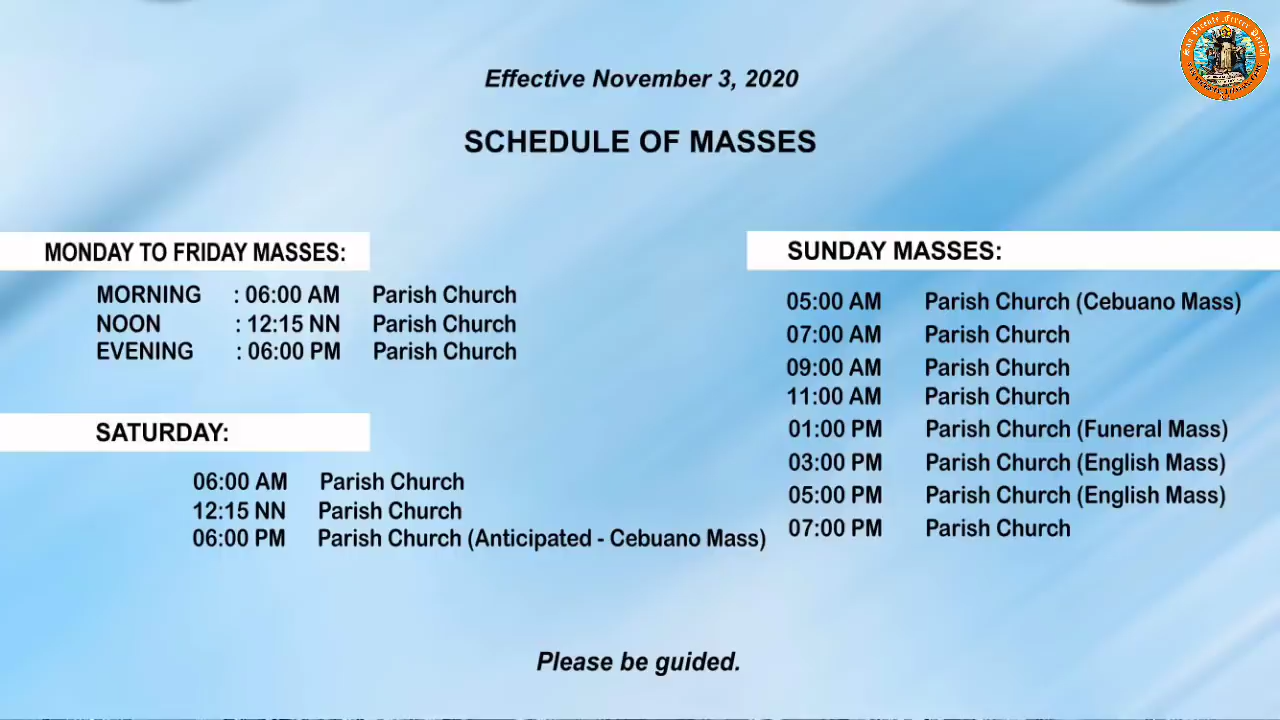 San Vicente Ferrer Parish
Effective November 3, 2020
SCHEDULE OF MASSES
MONDAY TO FRIDAY MASSES:
MORNING : 06:00 AM Parish Church
NOON : 12:15 NN Parish Church
EVENING : 06:00 PM Parish Church
SATURDAY:
06:00 AM Parish Church
12:15 NN Parish Church
06:00 PM Parish Church (Anticipated - Cebuano Mass)
SUNDAY MASSES:
05:00 AM Parish Church (Cebuano Mass)
07:00 AM Parish Church
09:00 AM Parish Church
11:00 AM Parish Church
01:00 PM Parish Church (Funeral Mass)
03:00 PM Parish Church (English Mass)
05:00 PM Parish Church (English Mass)
07:00 PM Parish Church
Please be guided.